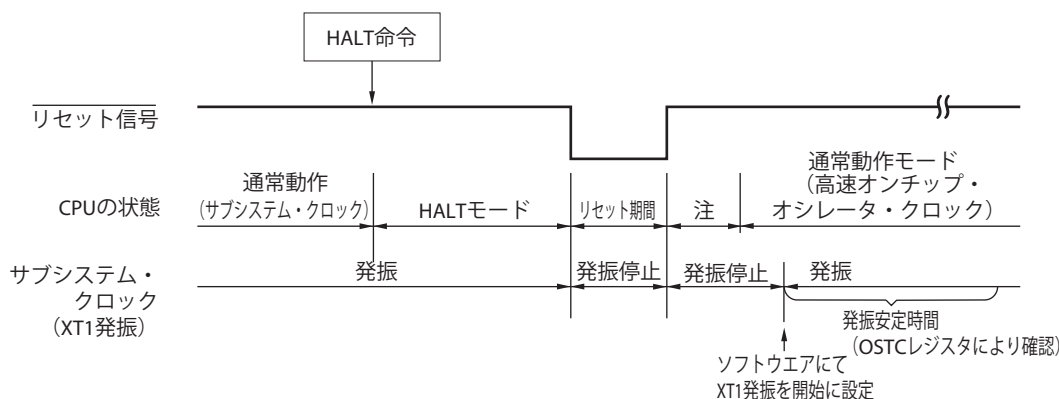 HALT命令
リセット信号
CPUの状態
通常動作
(サブシステム・クロック)
HALTモード
リセット期間
注
通常動作モード
（高速オンチップ・
オシレータ・クロック）
サブシステム・
クロック
（XT1発振）
発振
発振停止
発振停止
発振
発振安定時間
（OSTCレジスタにより確認）
ソフトウエアにて
XT1発振を開始に設定